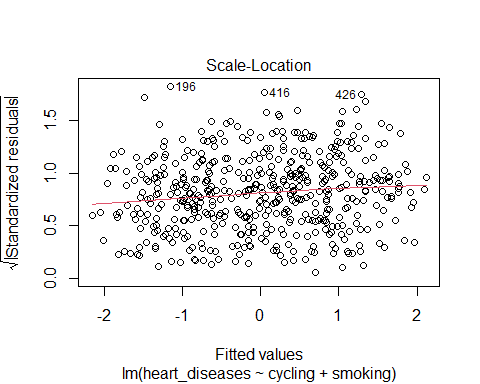 Scale-Location
√|Standardized residuals|
0.0 0.5 1.0 1.5
196
416
426
-2 -1 0 1 2
Fitted values
lm(heart_diseases ~ cycling + smoking)